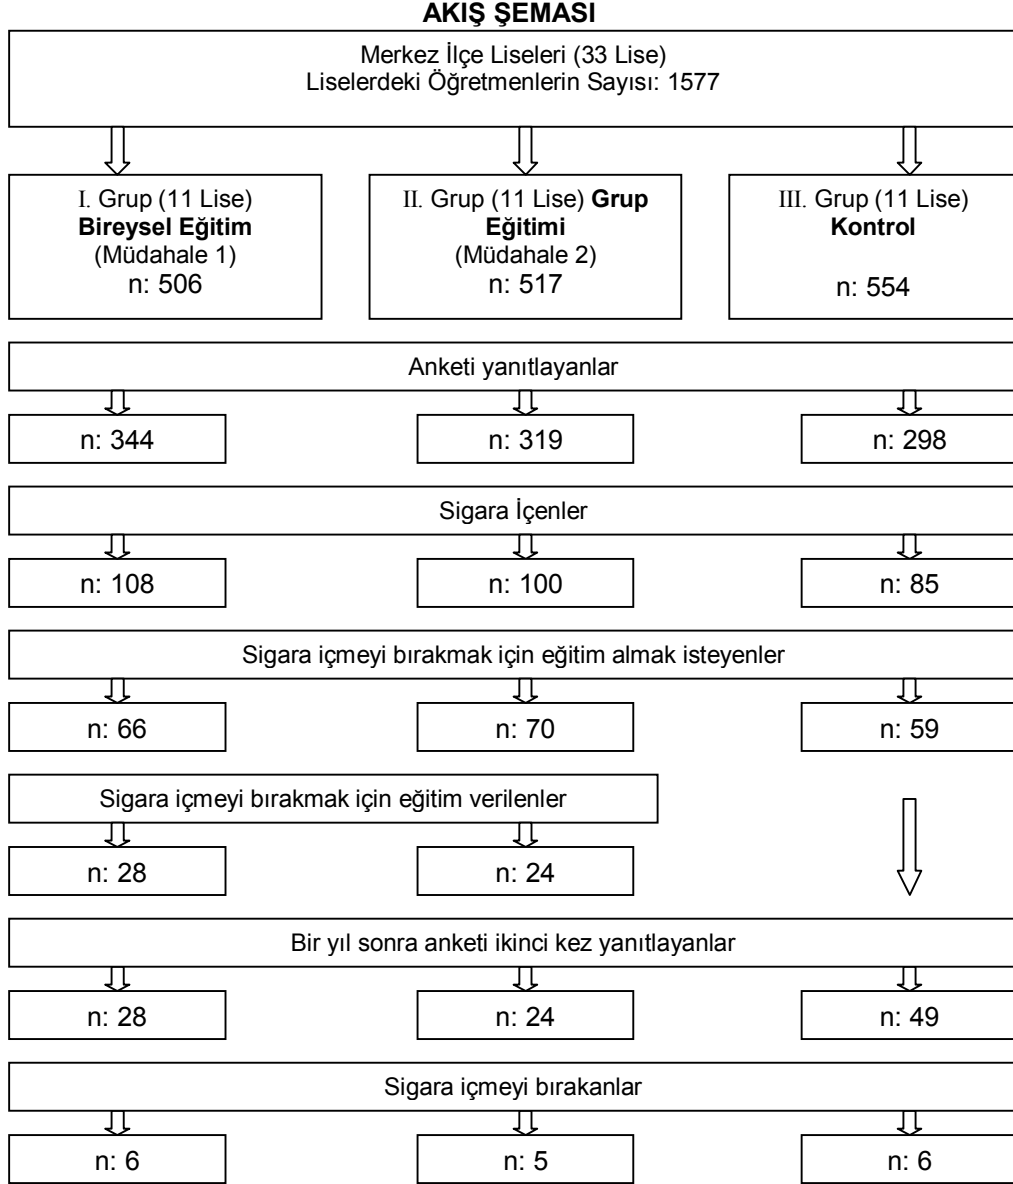 AKIŞ ŞEMASI
Merkez İlçe Liseleri (33 Lise)
Liselerdeki Öğretmenlerin Sayısı: 1577
I. Grup (11 Lise)
Bireysel Eğitim
(Müdahale 1)
n: 506
II. Grup (11 Lise) Grup
Eğitimi
(Müdahale 2)
n: 517
III. Grup (11 Lise)
Kontrol
n: 554
Anketi yanıtlayanlar
n: 344
n: 319
n: 298
Sigara İçenler
n: 108
n: 100
n: 85
Sigara içmeyi bırakmak için eğitim almak isteyenler
n: 66
n: 70
n: 59
Sigara içmeyi bırakmak için eğitim verilenler
n: 28
n: 24
Bir yıl sonra anketi ikinci kez yanıtlayanlar
n: 28
n: 24
n: 49
Sigara içmeyi bırakanlar
n: 6
n: 5
n: 6